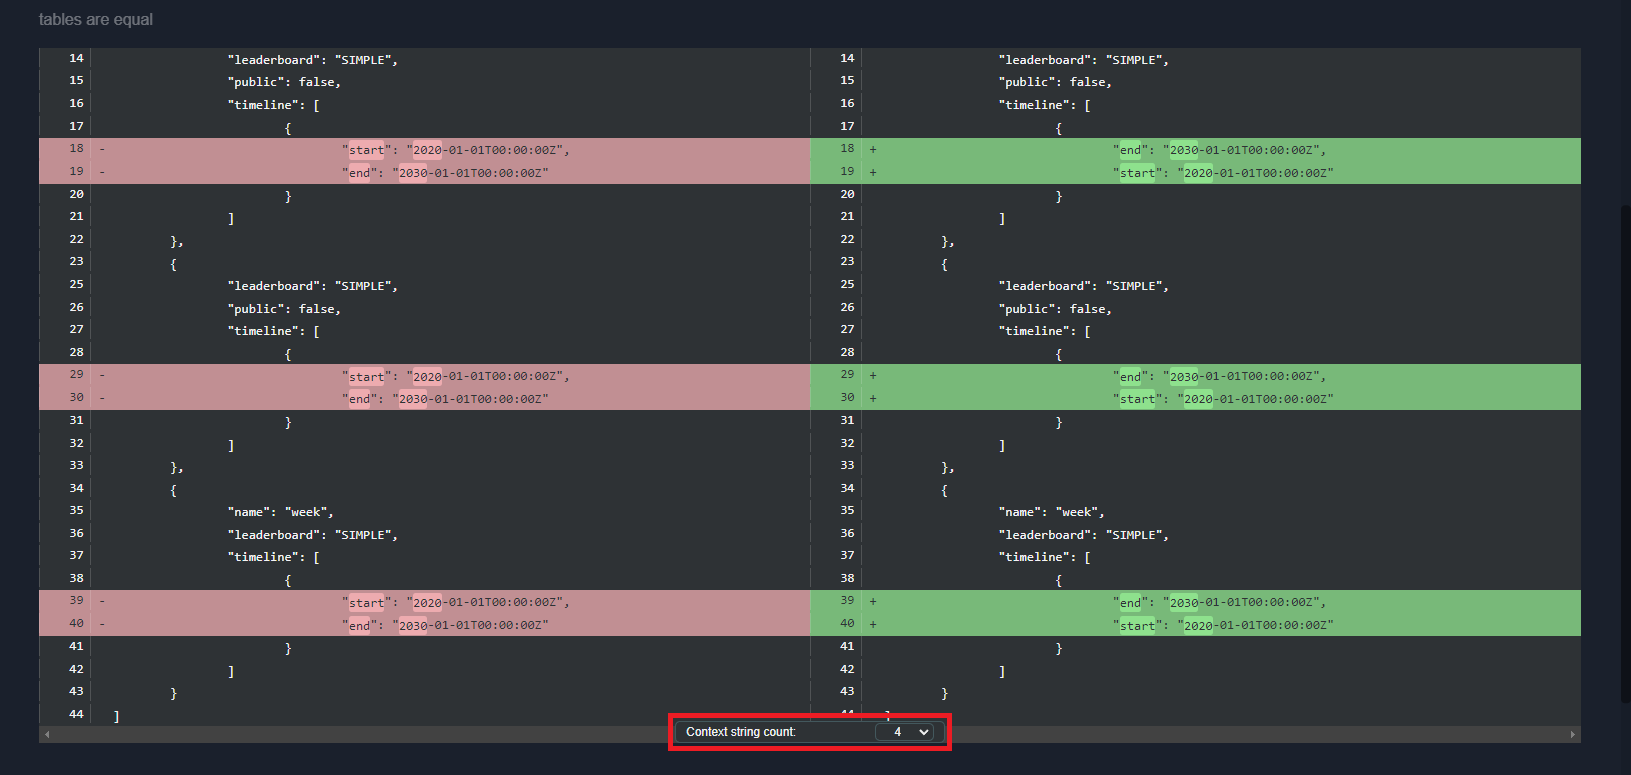 tables are equal
14 "leaderboard": "SIMPLE",
15 "public": false,
16 "timeline": [
17 {
18 - "start": "2020-01-01T00:00:00Z",
19 - "end": "2030-01-01T00:00:00Z"
20 }
21 ]
22 },
23 {
25 "leaderboard": "SIMPLE",
26 "public": false,
27 "timeline": [
28 {
29 - "start": "2020-01-01T00:00:00Z",
30 - "end": "2030-01-01T00:00:00Z"
31 }
32 ]
33 },
34 {
35 "name": "week",
36 "leaderboard": "SIMPLE",
37 "timeline": [
38 {
39 - "start": "2020-01-01T00:00:00Z",
40 - "end": "2030-01-01T00:00:00Z"
41 }
42 ]
43 }
44 ]
14 "leaderboard": "SIMPLE",
15 "public": false,
16 "timeline": [
17 {
18 + "end": "2030-01-01T00:00:00Z",
19 + "start": "2020-01-01T00:00:00Z"
20 }
21 ]
22 },
23 {
25 "leaderboard": "SIMPLE",
26 "public": false,
27 "timeline": [
28 {
29 + "end": "2030-01-01T00:00:00Z",
30 + "start": "2020-01-01T00:00:00Z"
31 }
32 ]
33 },
34 {
35 "name": "week",
36 "leaderboard": "SIMPLE",
37 "timeline": [
38 {
39 + "end": "2030-01-01T00:00:00Z",
40 + "start": "2020-01-01T00:00:00Z"
41 }
42 ]
43 }
44 ]
Context string count: 4